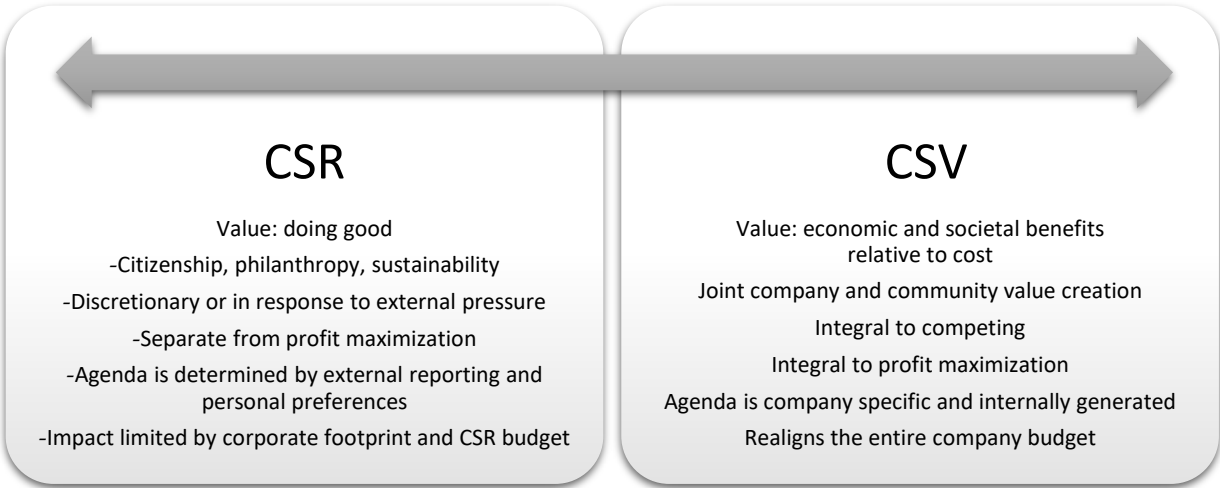 CSR
Value: doing good
-Citizenship, philanthropy, sustainability
-Discretionary or in response to external pressure
-Separate from profit maximization
-Agenda is determined by external reporting and
personal preferences
-Impact limited by corporate footprint and CSR budget
CSV
Value: economic and societal benefits
relative to cost
Joint company and community value creation
Integral to competing
Integral to profit maximization
Agenda is company specific and internally generated
Realigns the entire company budget